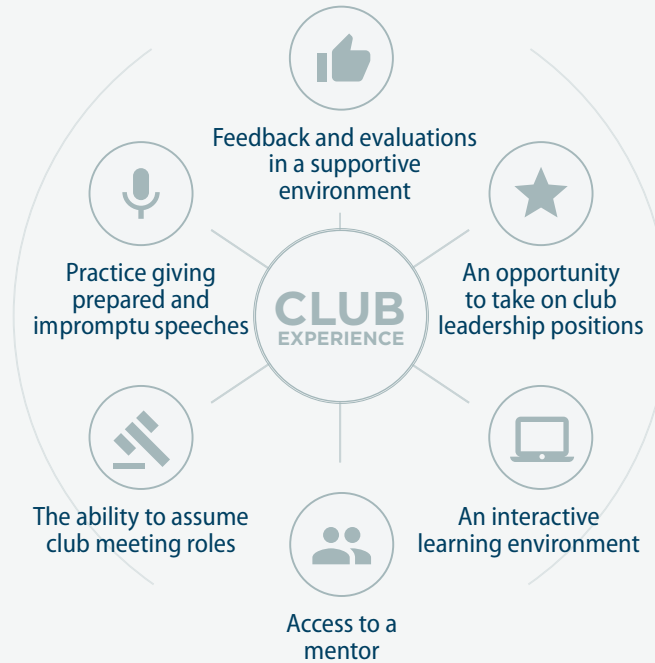 Feedback and evaluations
in a supportive
environment
Practice giving
prepared and
impromptu speeches
CLUB
EXPERIENCE
An opportunity
to take on club
leadership positions
The ability to assume
club meeting roles
An interactive
learning environment
Access to a
mentor